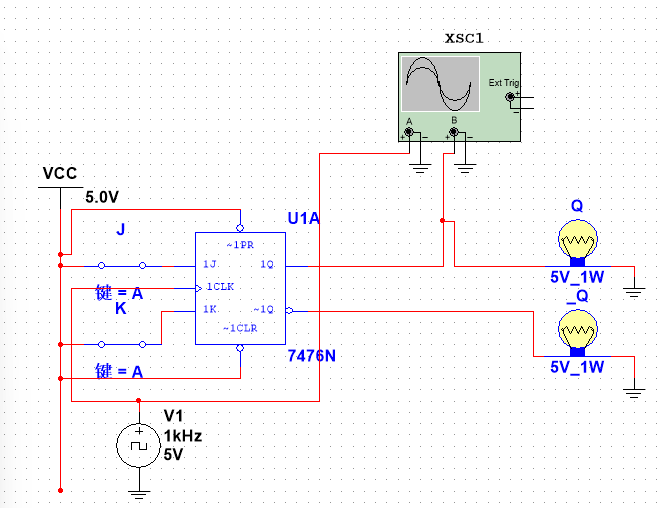 XSC1
Ext Trig
+
−
A
B
+ − + −
VCC
5.0V
J
键 = A
K
键 = A
U1A
~1PR
1J
1Q
1CLK
1K
~1Q
~1CLR
7476N
Q
5V_1W
_Q
5V_1W
V1
1kHz
5V
+